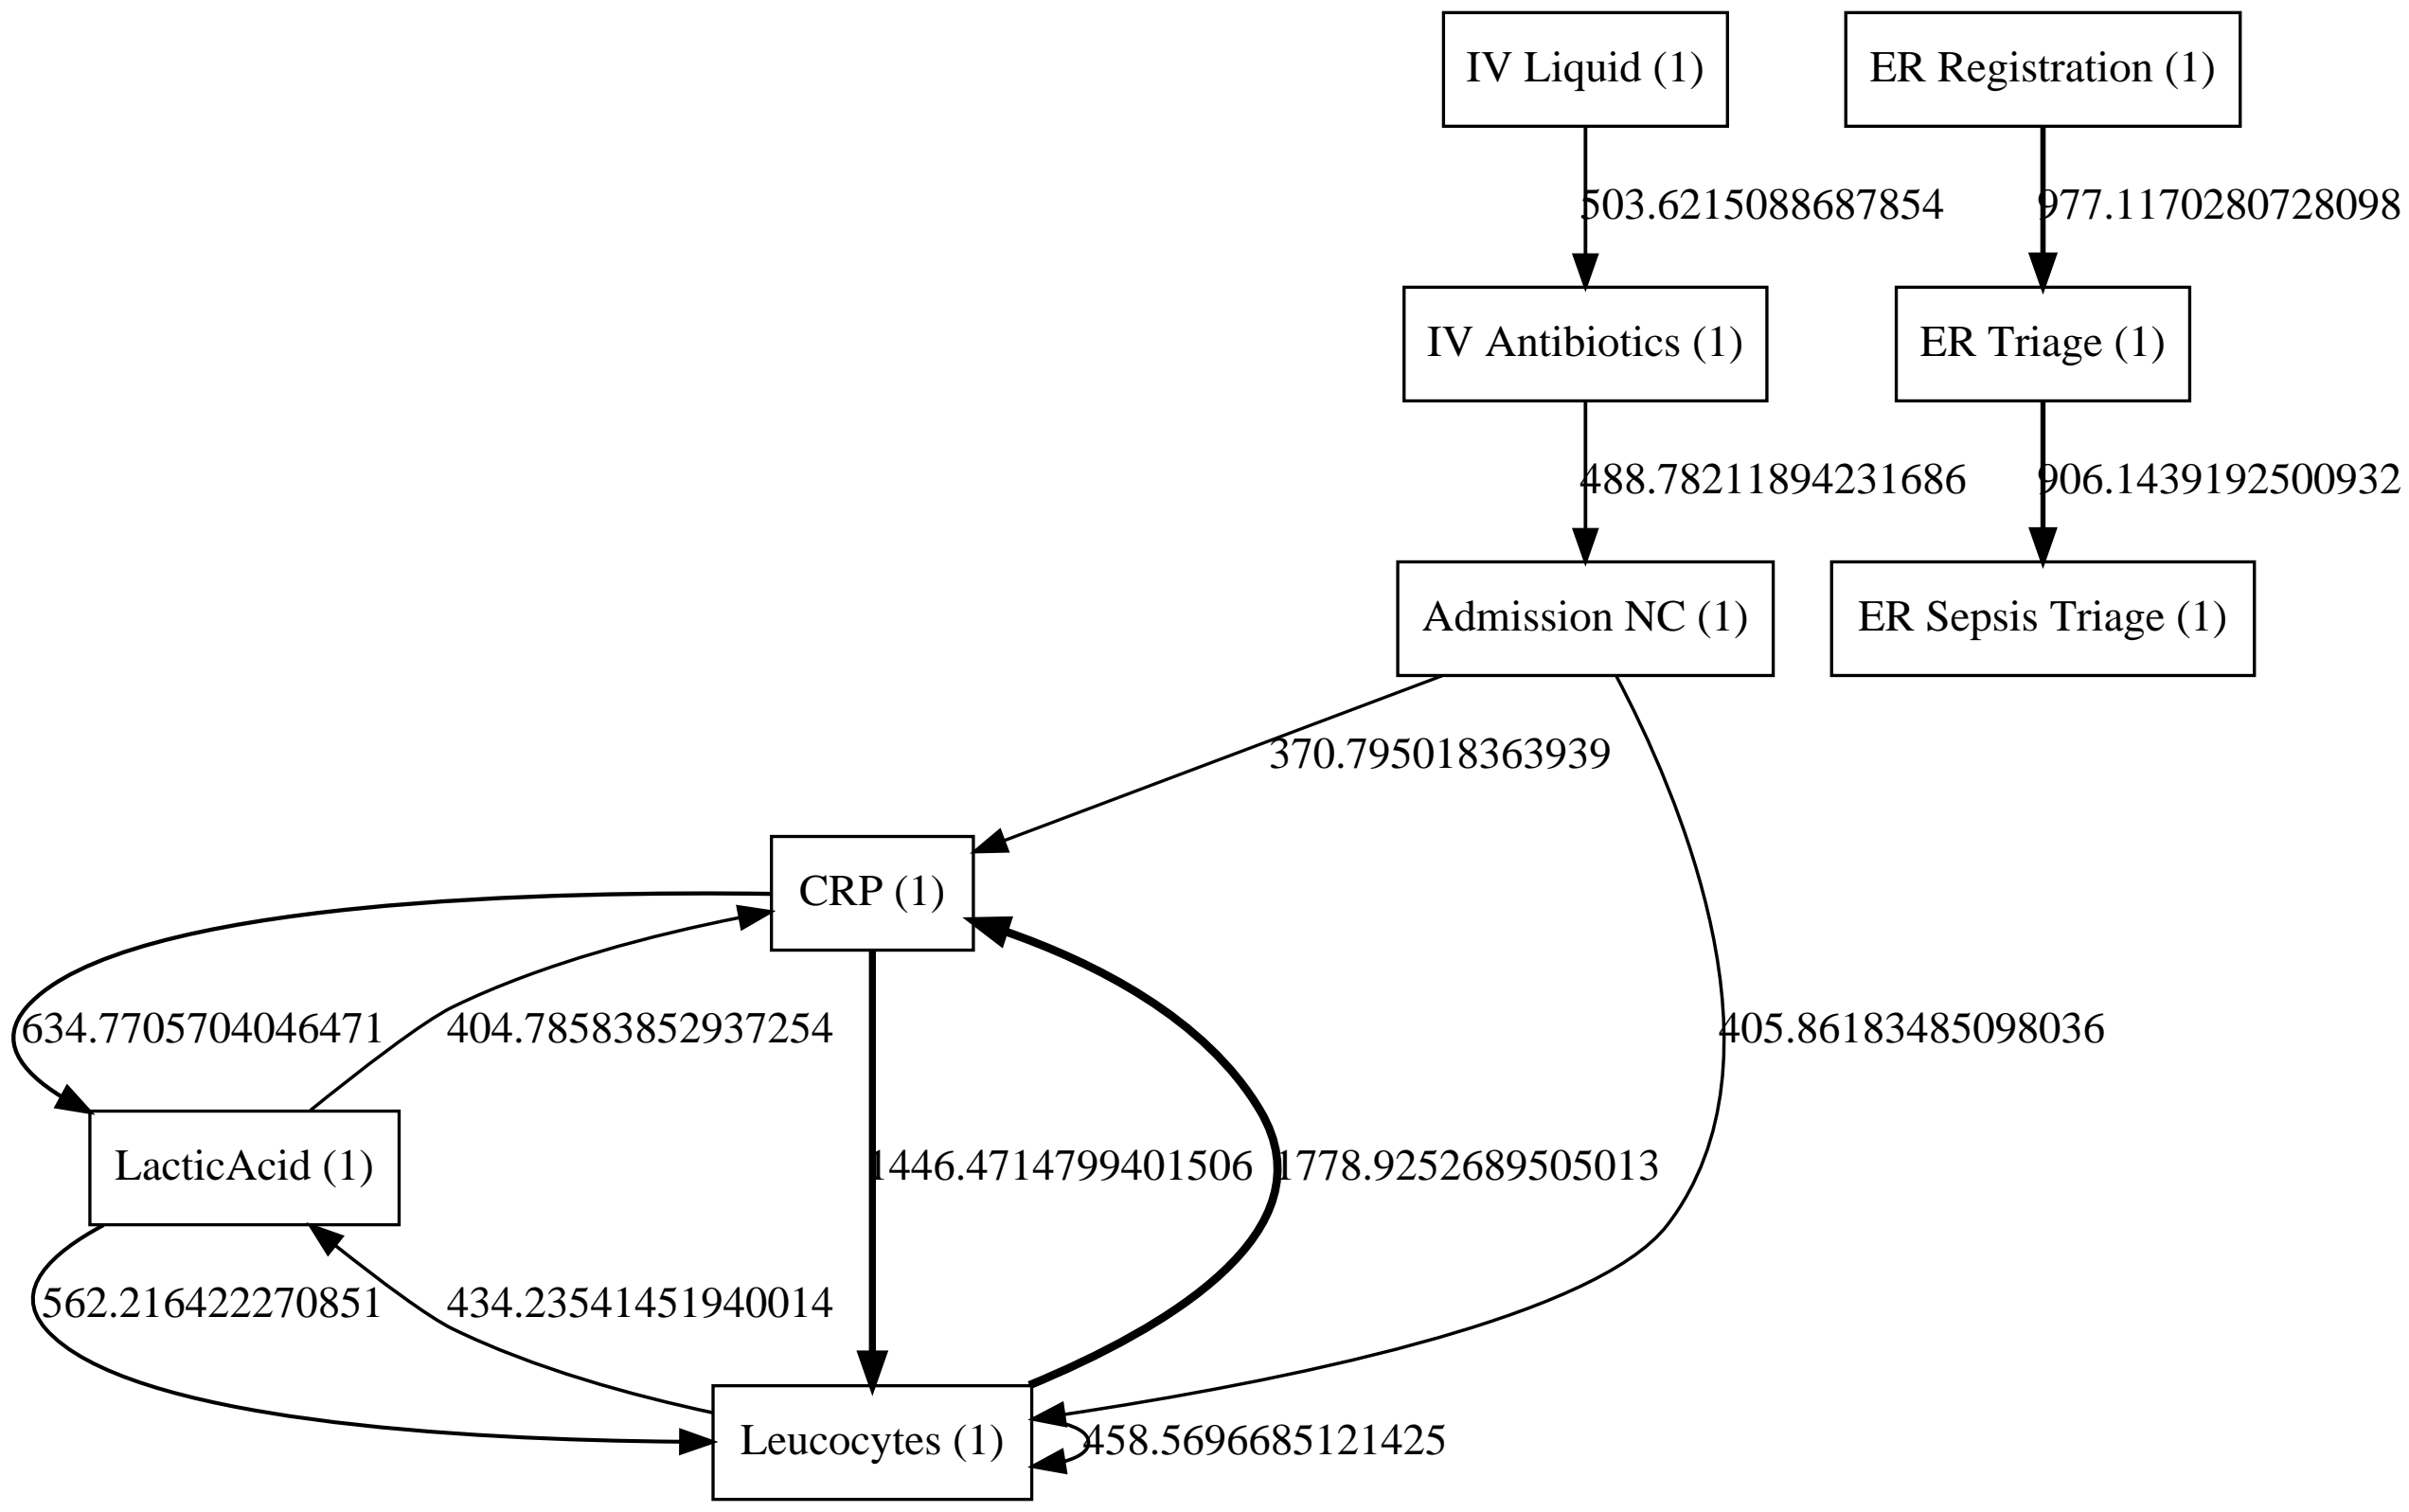 IV Liquid (1)
ER Registration (1)
503.6215088687854
977.1170280728098
IV Antibiotics (1)
ER Triage (1)
488.78211894231686
906.1439192500932
Admission NC (1)
ER Sepsis Triage (1)
370.795018363939
CRP (1)
634.7705704046471
404.78583852937254
405.86183485098036
LacticAcid (1)
1446.4714799401506
1778.9252689505013
562.216422270851
434.23541451940014
Leucocytes (1)
458.5696685121425